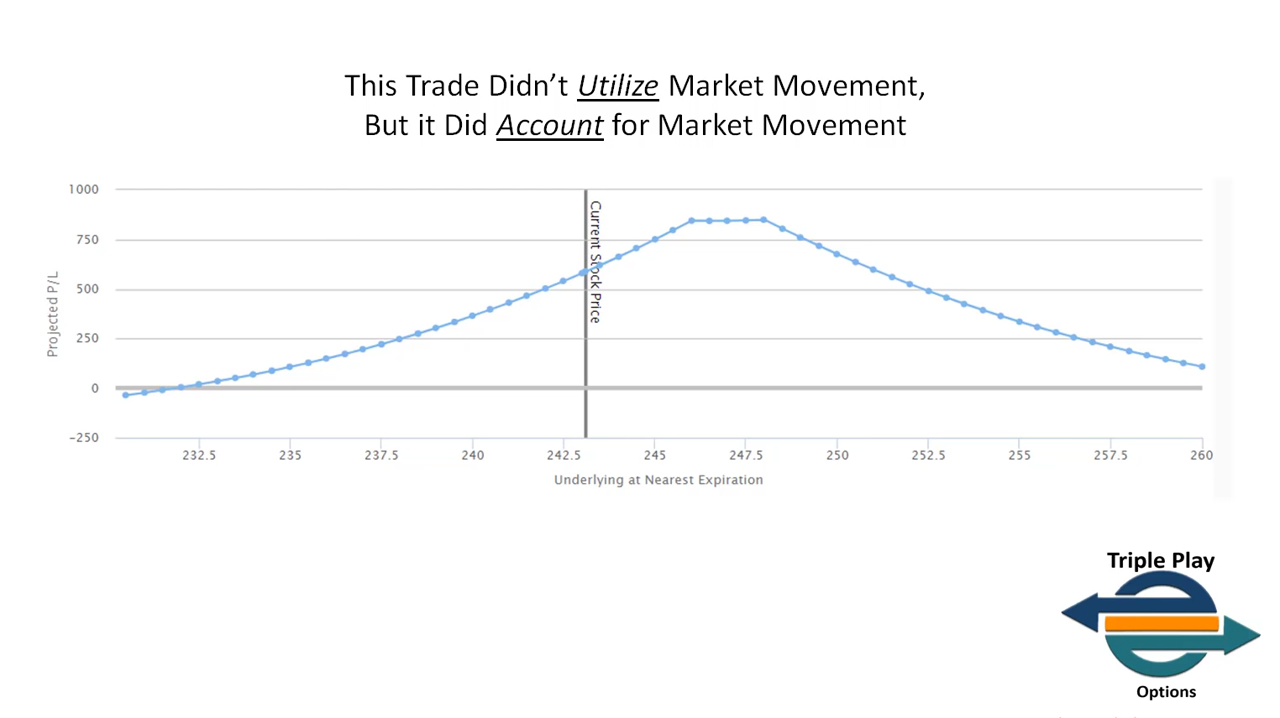 This Trade Didn’t Utilize Market Movement,
But it Did Account for Market Movement
1000
750
500
250
0
-250
Projected P/L
Current Stock Price
232.5 235 237.5 240 242.5 245 247.5 250 252.5 255 257.5 260
Underlying at Nearest Expiration
Triple Play
Options